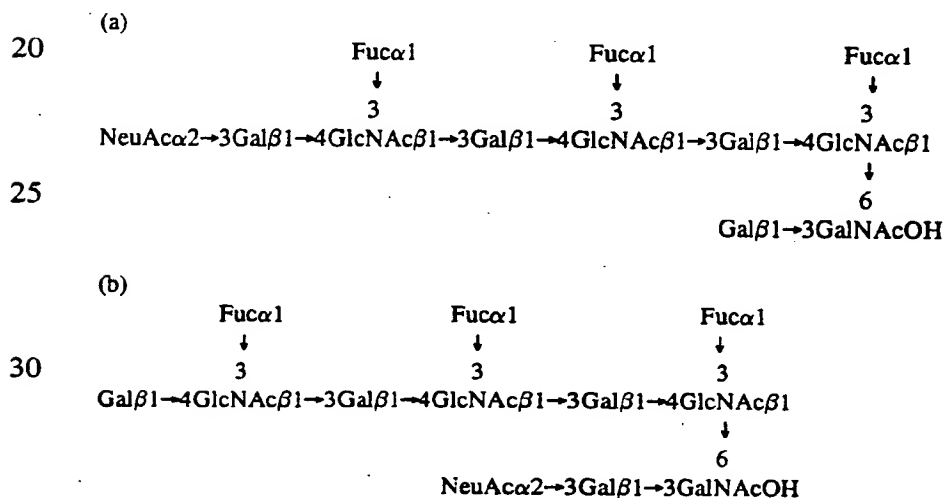 (a)
20
Fucα1 Fucα1 Fucα1
↓ ↓ ↓
3 3 3
NeuAcα2→3Galβ1→4GlcNAcβ1→3Galβ1→4GlcNAcβ1→3Galβ1→4GlcNAcβ1
↓
25
6
Galβ1→3GalNAcOH
(b)
Fucα1 Fucα1 Fucα1
↓ ↓ ↓
30 3 3 3
Galβ1→4GlcNAcβ1→3Galβ1→4GlcNAcβ1→3Galβ1→4GlcNAcβ1
↓
6
NeuAcα2→3Galβ1→3GalNAcOH